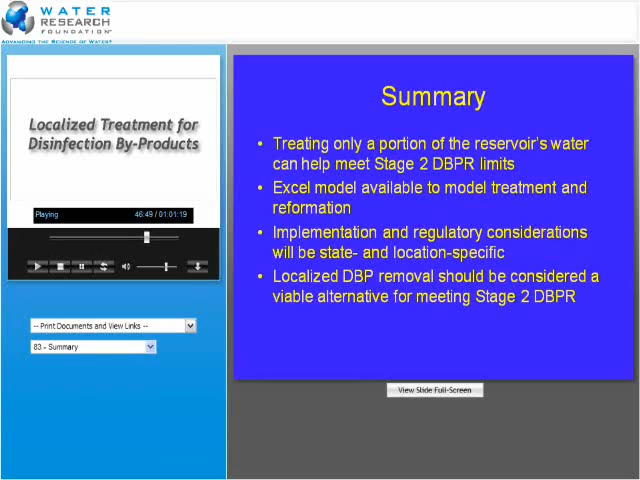 WATER
RESEARCH
FOUNDATION
ADVANCING THE SCIENCE OF WATER
Localized Treatment for
Disinfection By-Products
Playing 46:49 / 01:01:19
-- Print Documents and View Links --
83 - Summary
Summary
• Treating only a portion of the reservoir's water
can help meet Stage 2 DBPR limits
• Excel model available to model treatment and
reformation
• Implementation and regulatory considerations
will be state- and location-specific
• Localized DBP removal should be considered a
viable alternative for meeting Stage 2 DBPR
View Slide Full-Screen